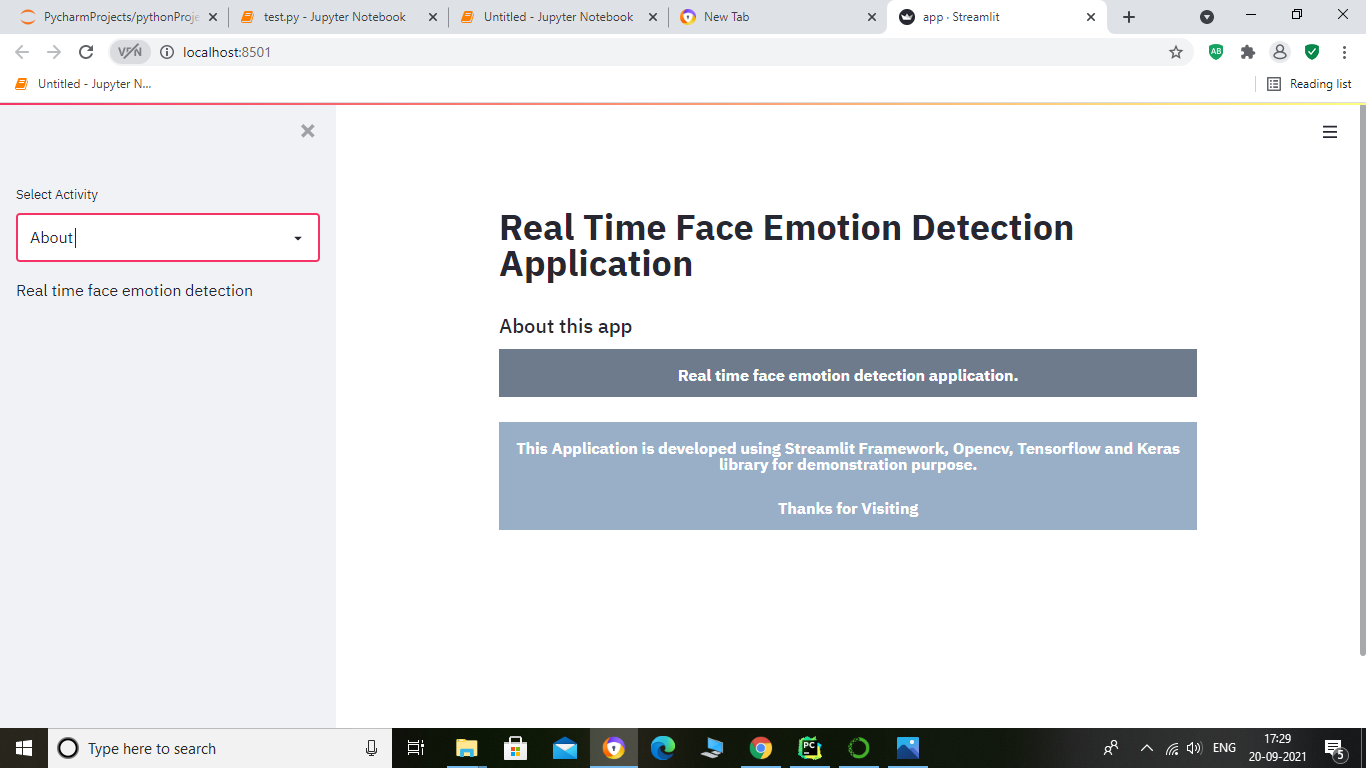 PycharmProjects/pythonProje
test.py - Jupyter Notebook
Untitled - Jupyter Notebook
New Tab
app · Streamlit
VPN
localhost:8501
AB
Untitled - Jupyter N...
Reading list
Select Activity
About
Real time face emotion detection
Real Time Face Emotion Detection
Application
About this app
Real time face emotion detection application.
This Application is developed using Streamlit Framework, Opencv, Tensorflow and Keras
library for demonstration purpose.
Thanks for Visiting
Type here to search
PC
ENG
17:29
20-09-2021
5